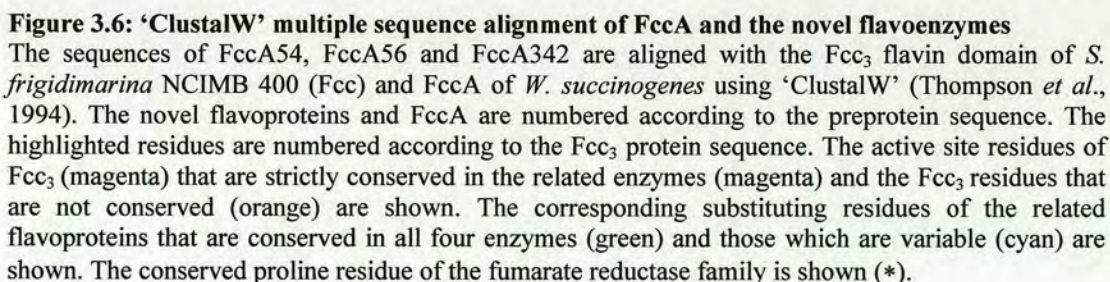 Figure 3.6: ‘ClustalW’ multiple sequence alignment of FccA and the novel flavoenzymes
The sequences of FccA54, FccA56 and FccA342 are aligned with the Fcc₃ flavin domain of S.
frigidimarina NCIMB 400 (Fcc) and FccA of W. succinogenes using ‘ClustalW’ (Thompson et al.,
1994). The novel flavoproteins and FccA are numbered according to the preprotein sequence. The
highlighted residues are numbered according to the Fcc₃ protein sequence. The active site residues of
Fcc₃ (magenta) that are strictly conserved in the related enzymes (magenta) and the Fcc₃ residues that
are not conserved (orange) are shown. The corresponding substituting residues of the related
flavoproteins that are conserved in all four enzymes (green) and those which are variable (cyan) are
shown. The conserved proline residue of the fumarate reductase family is shown (*).